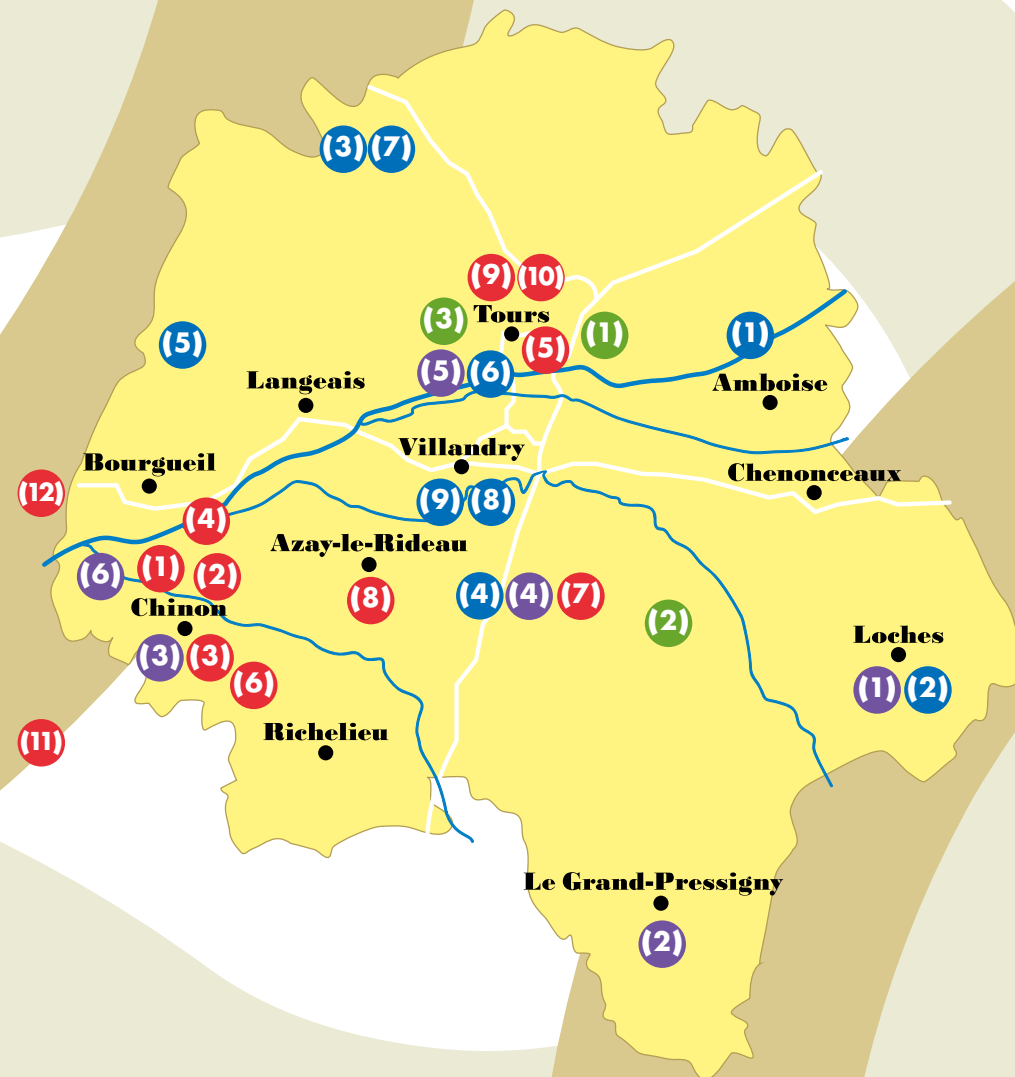 (3) (7)
(9) (10)
(3) Tours (1) (1)
(5) (5)
(5) (6)
Langeais
Amboise
Villandry
Bourgueil
Chenonceaux
(12)
(9) (8)
(4)
Azay-le-Rideau
(6) (1) (2)
(8) (4) (4) (7)
Chinon
(2)
Loches
(3) (3)
(6)
(1) (2)
Richelieu
(11)
Le Grand-Pressigny
(2)